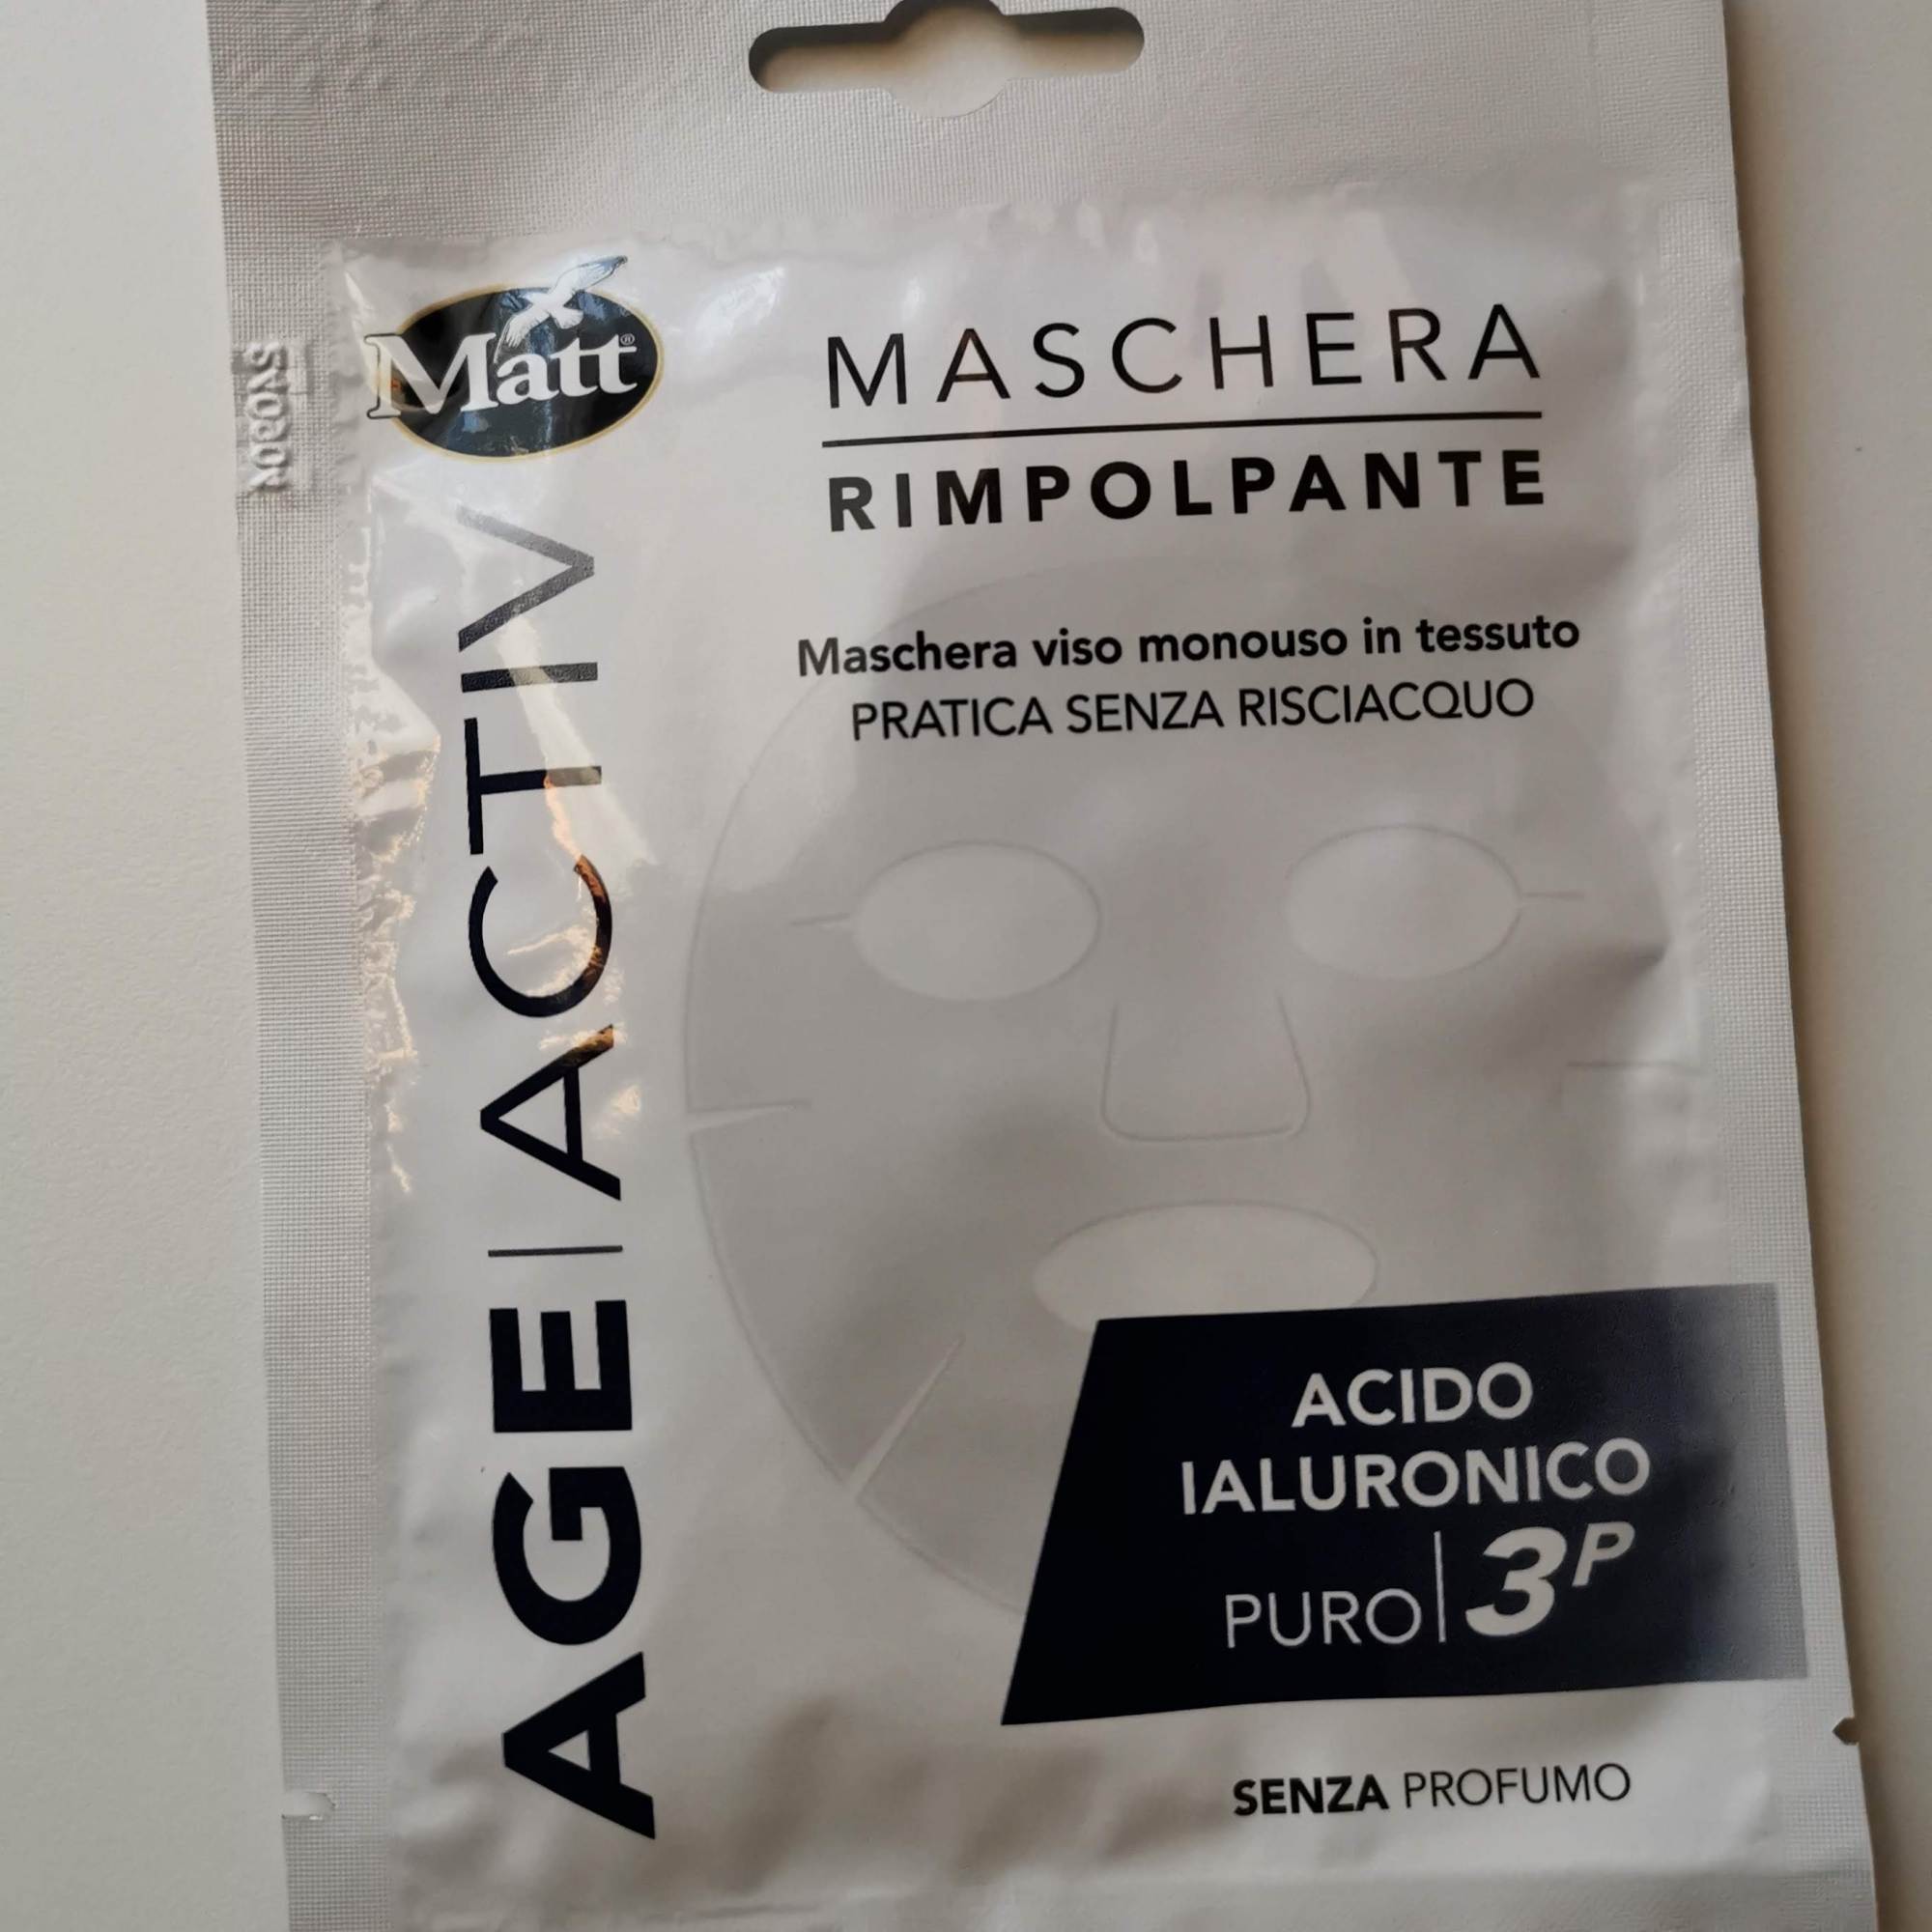 Matt®
MASCHERA
RIMPOLPANTE
Maschera viso monouso in tessuto
PRATICA SENZA RISCIACQUO
AGE|ACTIV
ACIDO
IALURONICO
PURO|3P
SENZA PROFUMO